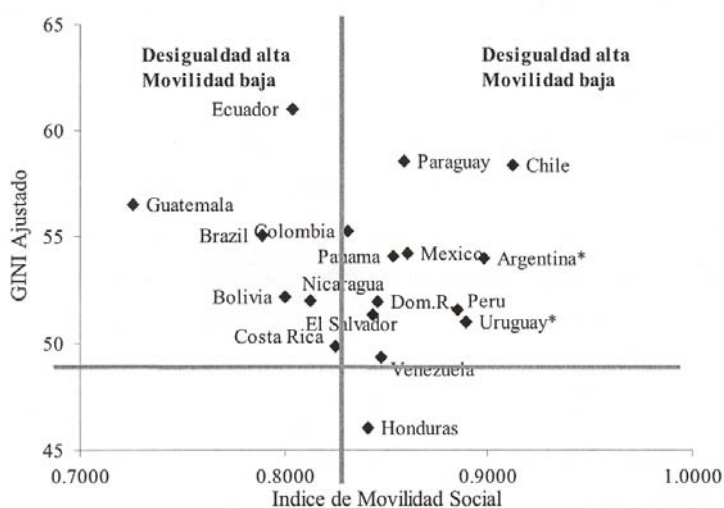 65
Desigualdad alta
Movilidad baja
Desigualdad alta
Movilidad baja
Ecuador
60
Paraguay
Chile
Guatemala
Brazil
Colombia
55
Panama
Mexico
Argentina*
Nicaragua
Bolivia
Dom.R.
Peru
El Salvador
Uruguay*
Costa Rica
50
Venezuela
Honduras
45
0.7000
0.8000
0.9000
1.0000
GINI Ajustado
Indice de Movilidad Social